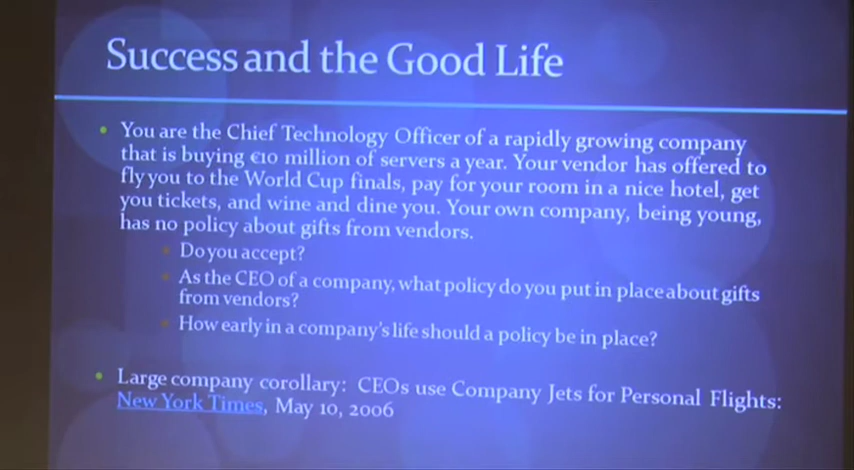 Success and the Good Life
• You are the Chief Technology Officer of a rapidly growing company
that is buying €10 million of servers a year. Your vendor has offered to
fly you to the World Cup finals, pay for your room in a nice hotel, get
you tickets, and wine and dine you. Your own company, being young,
has no policy about gifts from vendors.
• Do you accept?
• As the CEO of a company, what policy do you put in place about gifts
from vendors?
• How early in a company's life should a policy be in place?
• Large company corollary: CEOs use Company Jets for Personal Flights:
New York Times, May 10, 2006